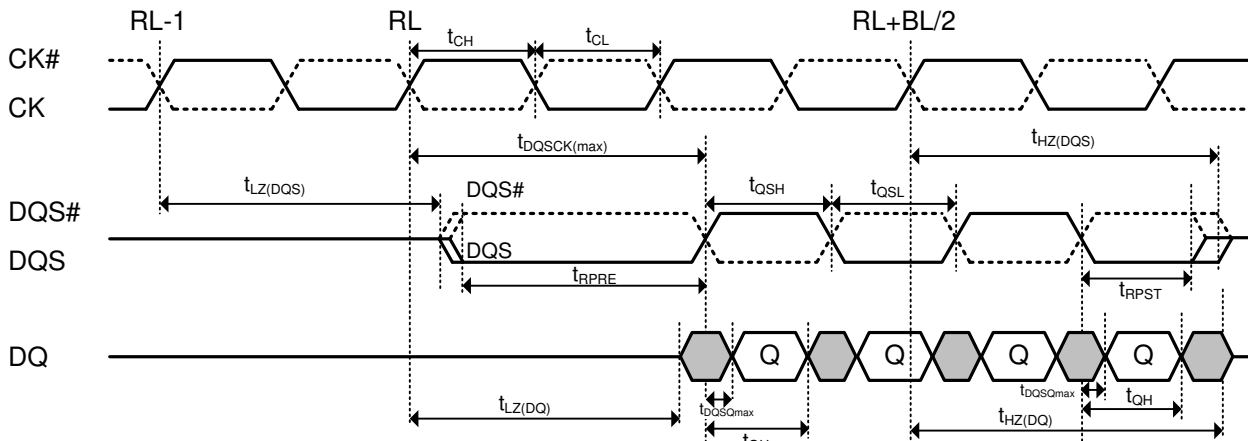 RL-1 RL RL+BL/2
tCH tCL
CK#
CK
tDQSCK(max) tHZ(DQS)
tLZ(DQS) DQS# tQSH tQSL
DQS#
DQS DQS
tRPRE tRPST
DQ Q Q Q Q
tDQSQmax
tLZ(DQ) tDQSQmax tQH
tHZ(DQ)